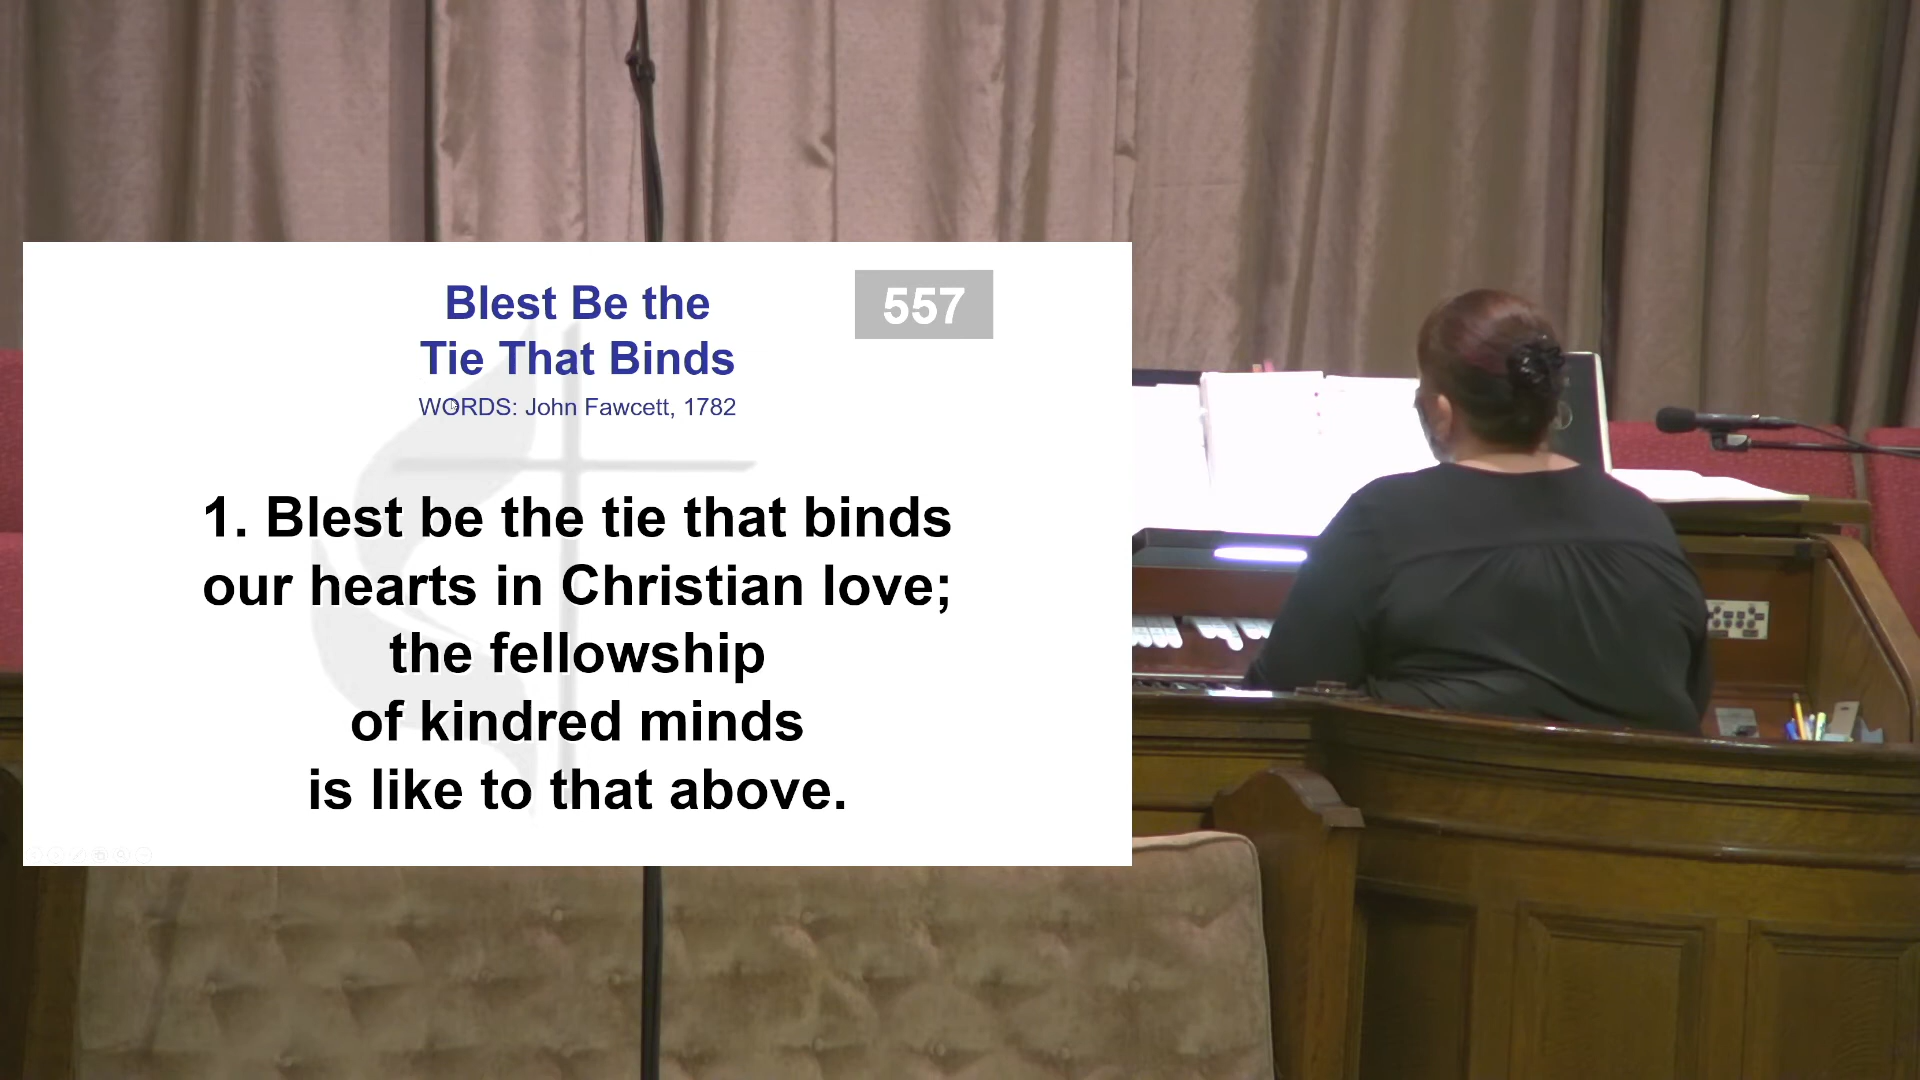 Blest Be the
557
Tie That Binds
WORDS: John Fawcett, 1782
1. Blest be the tie that binds
our hearts in Christian love;
the fellowship
of kindred minds
is like to that above.